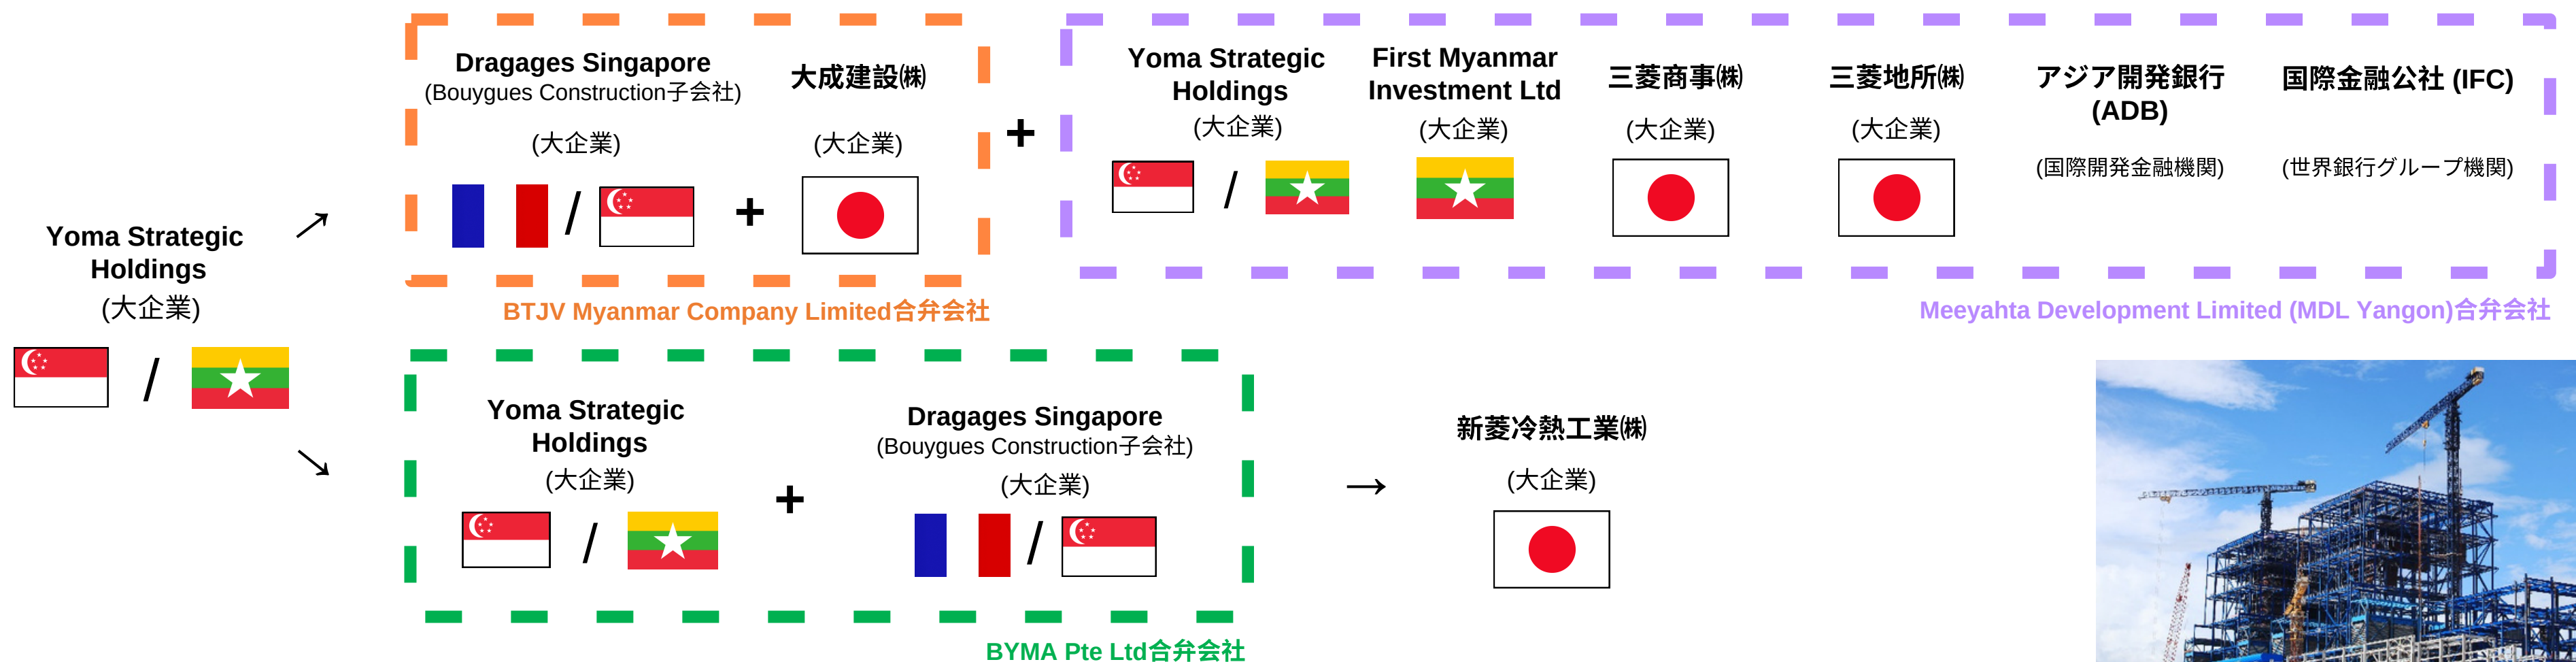 Yoma Strategic
Holdings
(大企業)
/
Dragages Singapore
(Bouygues Construction子会社)
(大企業)
/
+
大成建設㈱
(大企業)
BTJV Myanmar Company Limited合弁会社
+
Yoma Strategic
Holdings
(大企業)
/
First Myanmar
Investment Ltd
(大企業)
三菱商事㈱
(大企業)
三菱地所㈱
(大企業)
アジア開発銀行
(ADB)
(国際開発金融機関)
国際金融公社 (IFC)
(世界銀行グループ機関)
Meeyahta Development Limited (MDL Yangon)合弁会社
Yoma Strategic
Holdings
(大企業)
/
+
Dragages Singapore
(Bouygues Construction子会社)
(大企業)
/
BYMA Pte Ltd合弁会社
→
新菱冷熱工業㈱
(大企業)